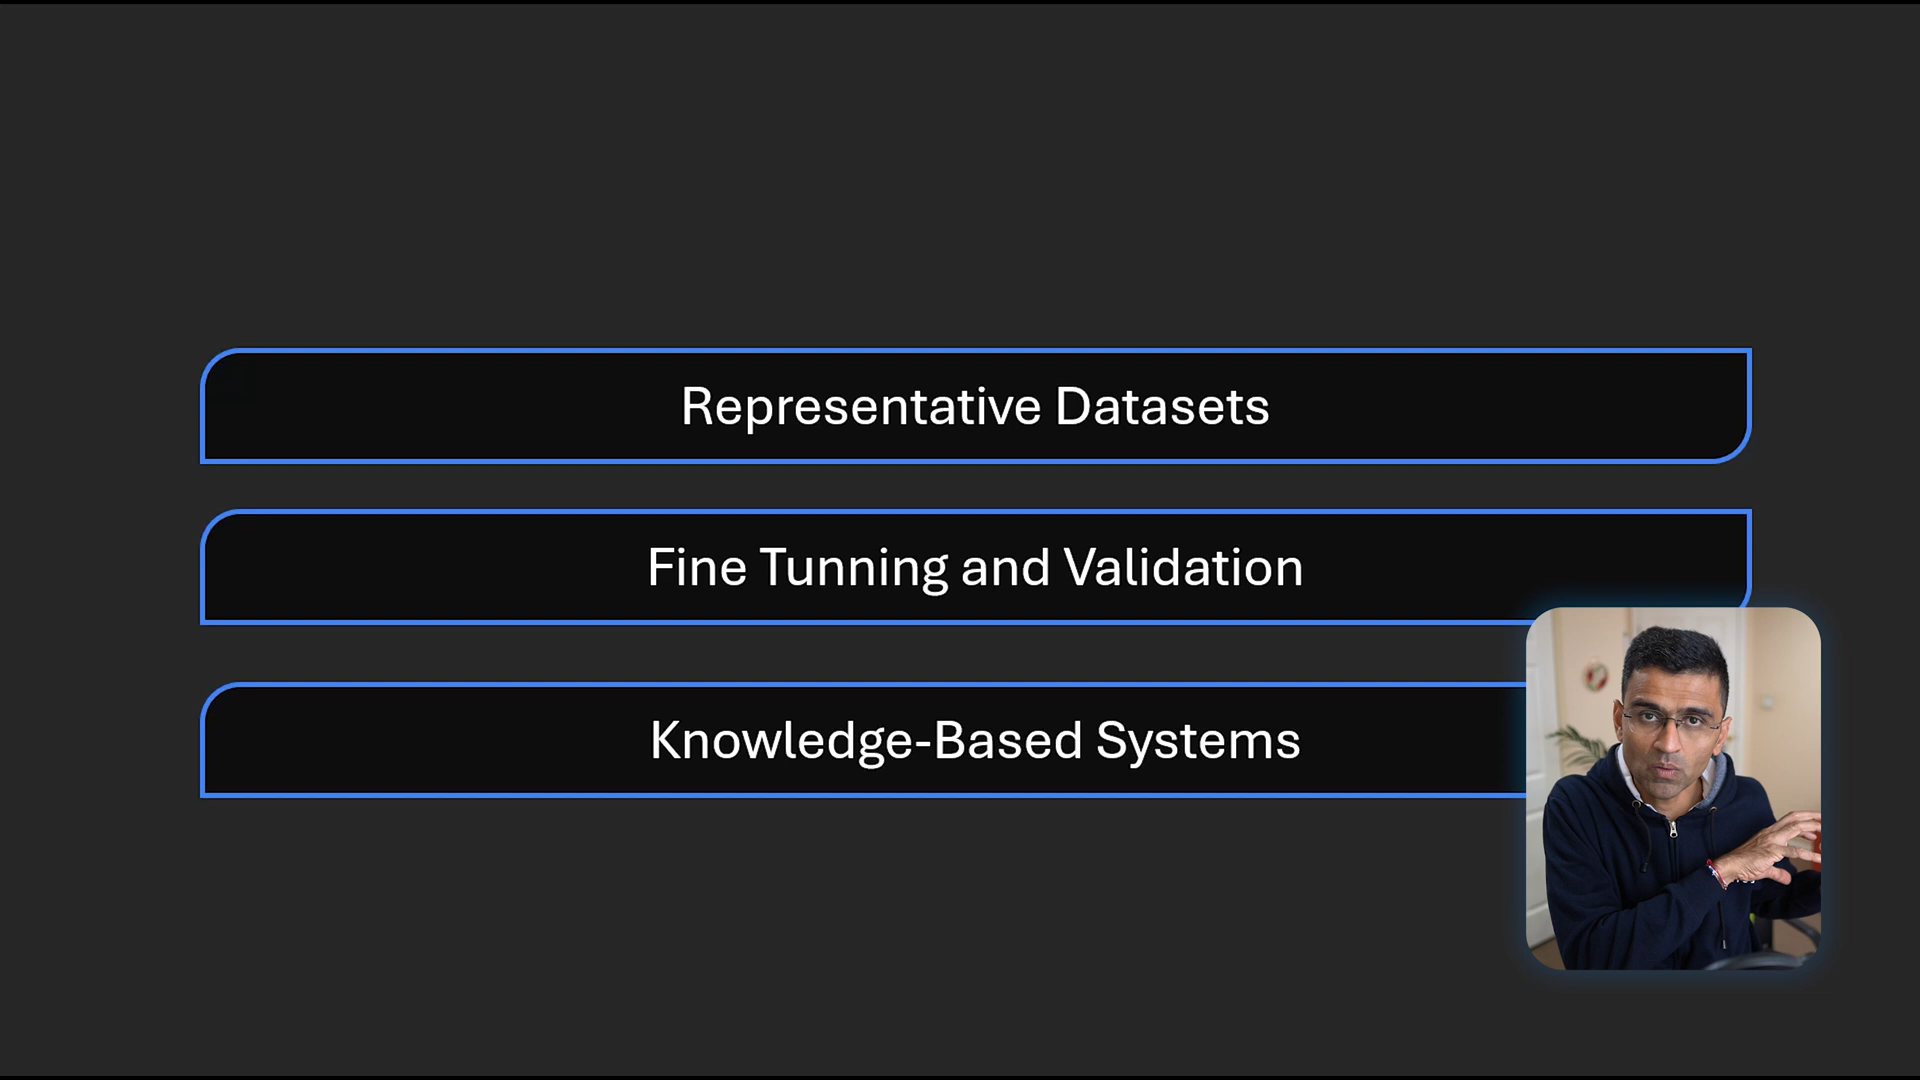 Representative Datasets
Fine Tunning and Validation
Knowledge-Based Systems